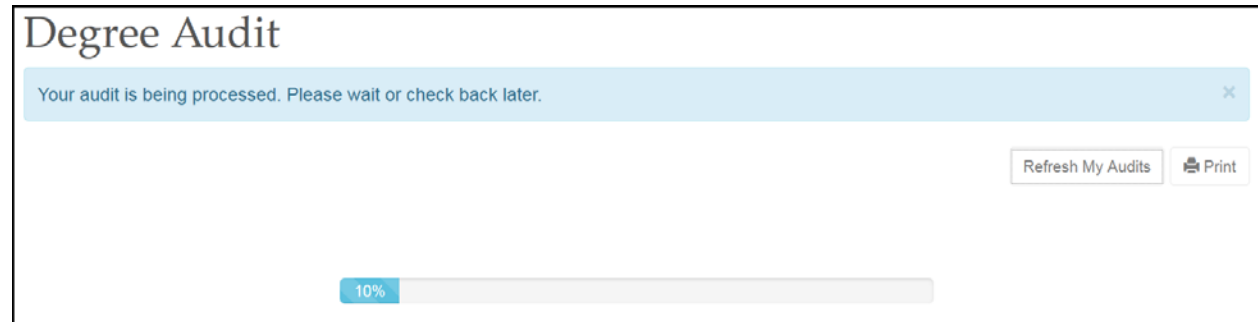 Degree Audit
Your audit is being processed. Please wait or check back later.
×
Refresh My Audits Print
10%